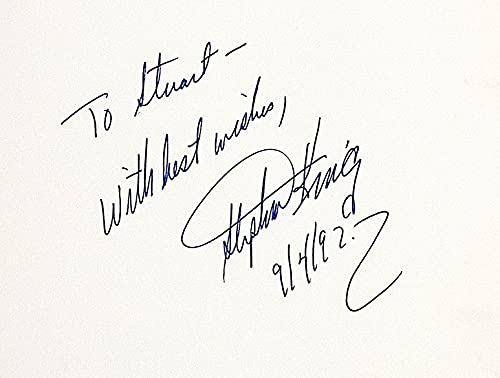 To Stuart –
With best wishes,
Stephen King
9/4/92.